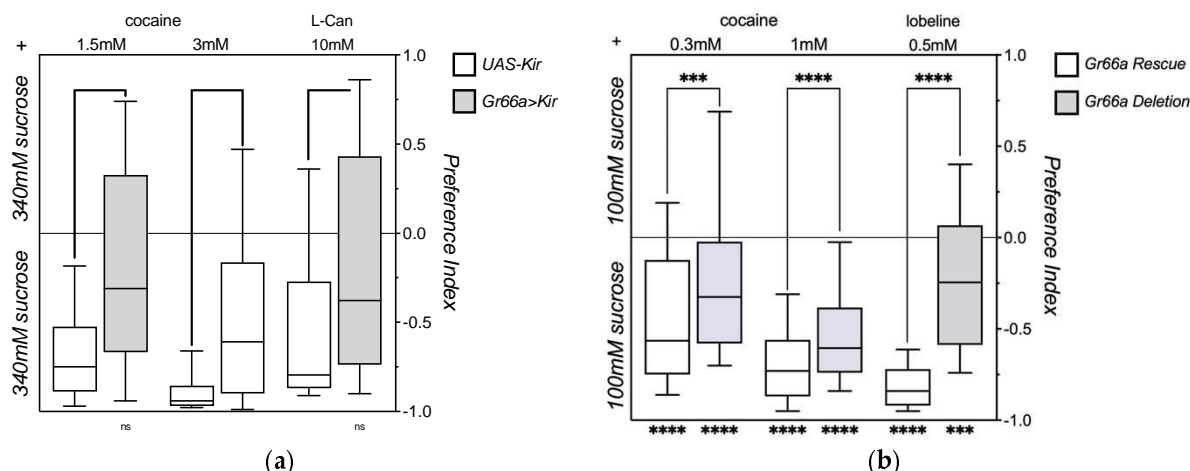 cocaine L-Can
+ 1.5mM 3mM 10mM
1.0
0.5
0.0
-0.5
-1.0
Preference Index
340mM sucrose
340mM sucrose
UAS-Kir
Gr66a>Kir
ns ns
(a)
cocaine lobeline
+ 0.3mM 1mM 0.5mM
*** **** ****
1.0
0.5
0.0
-0.5
-1.0
Preference Index
100mM sucrose
100mM sucrose
Gr66a Rescue
Gr66a Deletion
**** **** **** **** **** ***
(b)